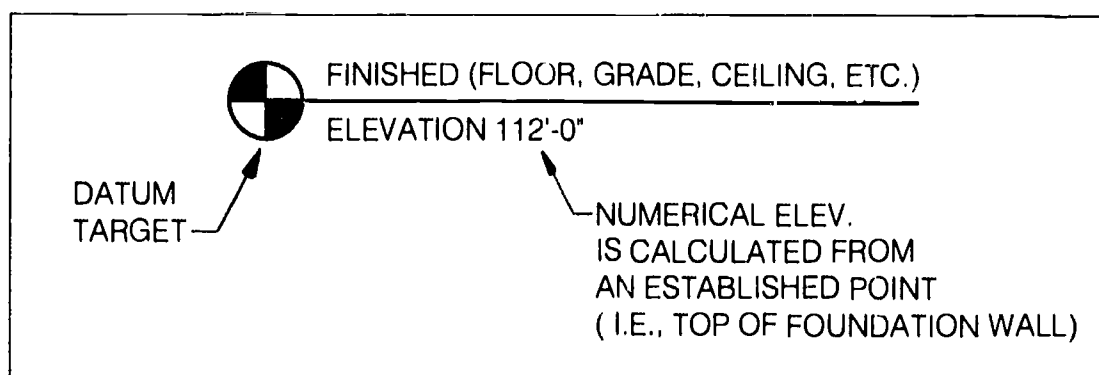 FINISHED (FLOOR, GRADE, CEILING, ETC.)
ELEVATION 112'-0"
DATUM
TARGET
NUMERICAL ELEV.
IS CALCULATED FROM
AN ESTABLISHED POINT
( I.E., TOP OF FOUNDATION WALL)